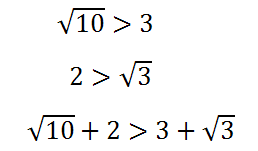 √10 > 3
2 > √3
√10 + 2 > 3 + √3